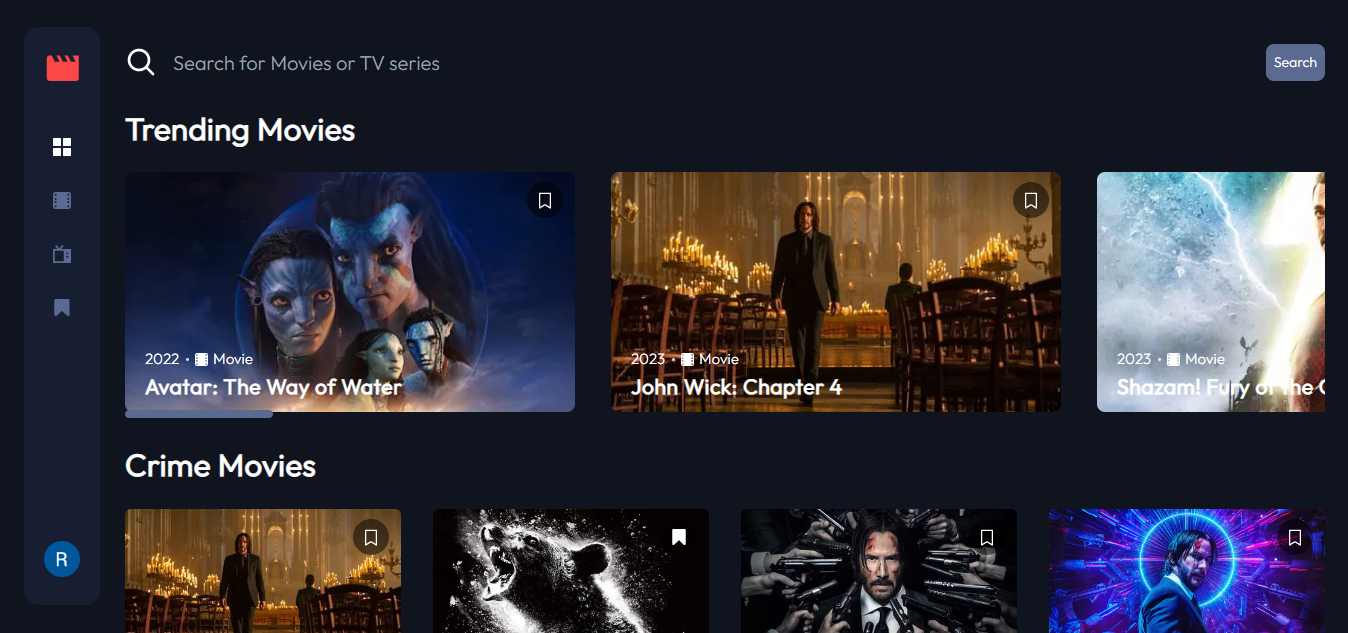 Search for Movies or TV series
Search
Trending Movies
2022 · Movie
Avatar: The Way of Water
2023 · Movie
John Wick: Chapter 4
2023 · Movie
Shazam! Fury of the
Crime Movies
R